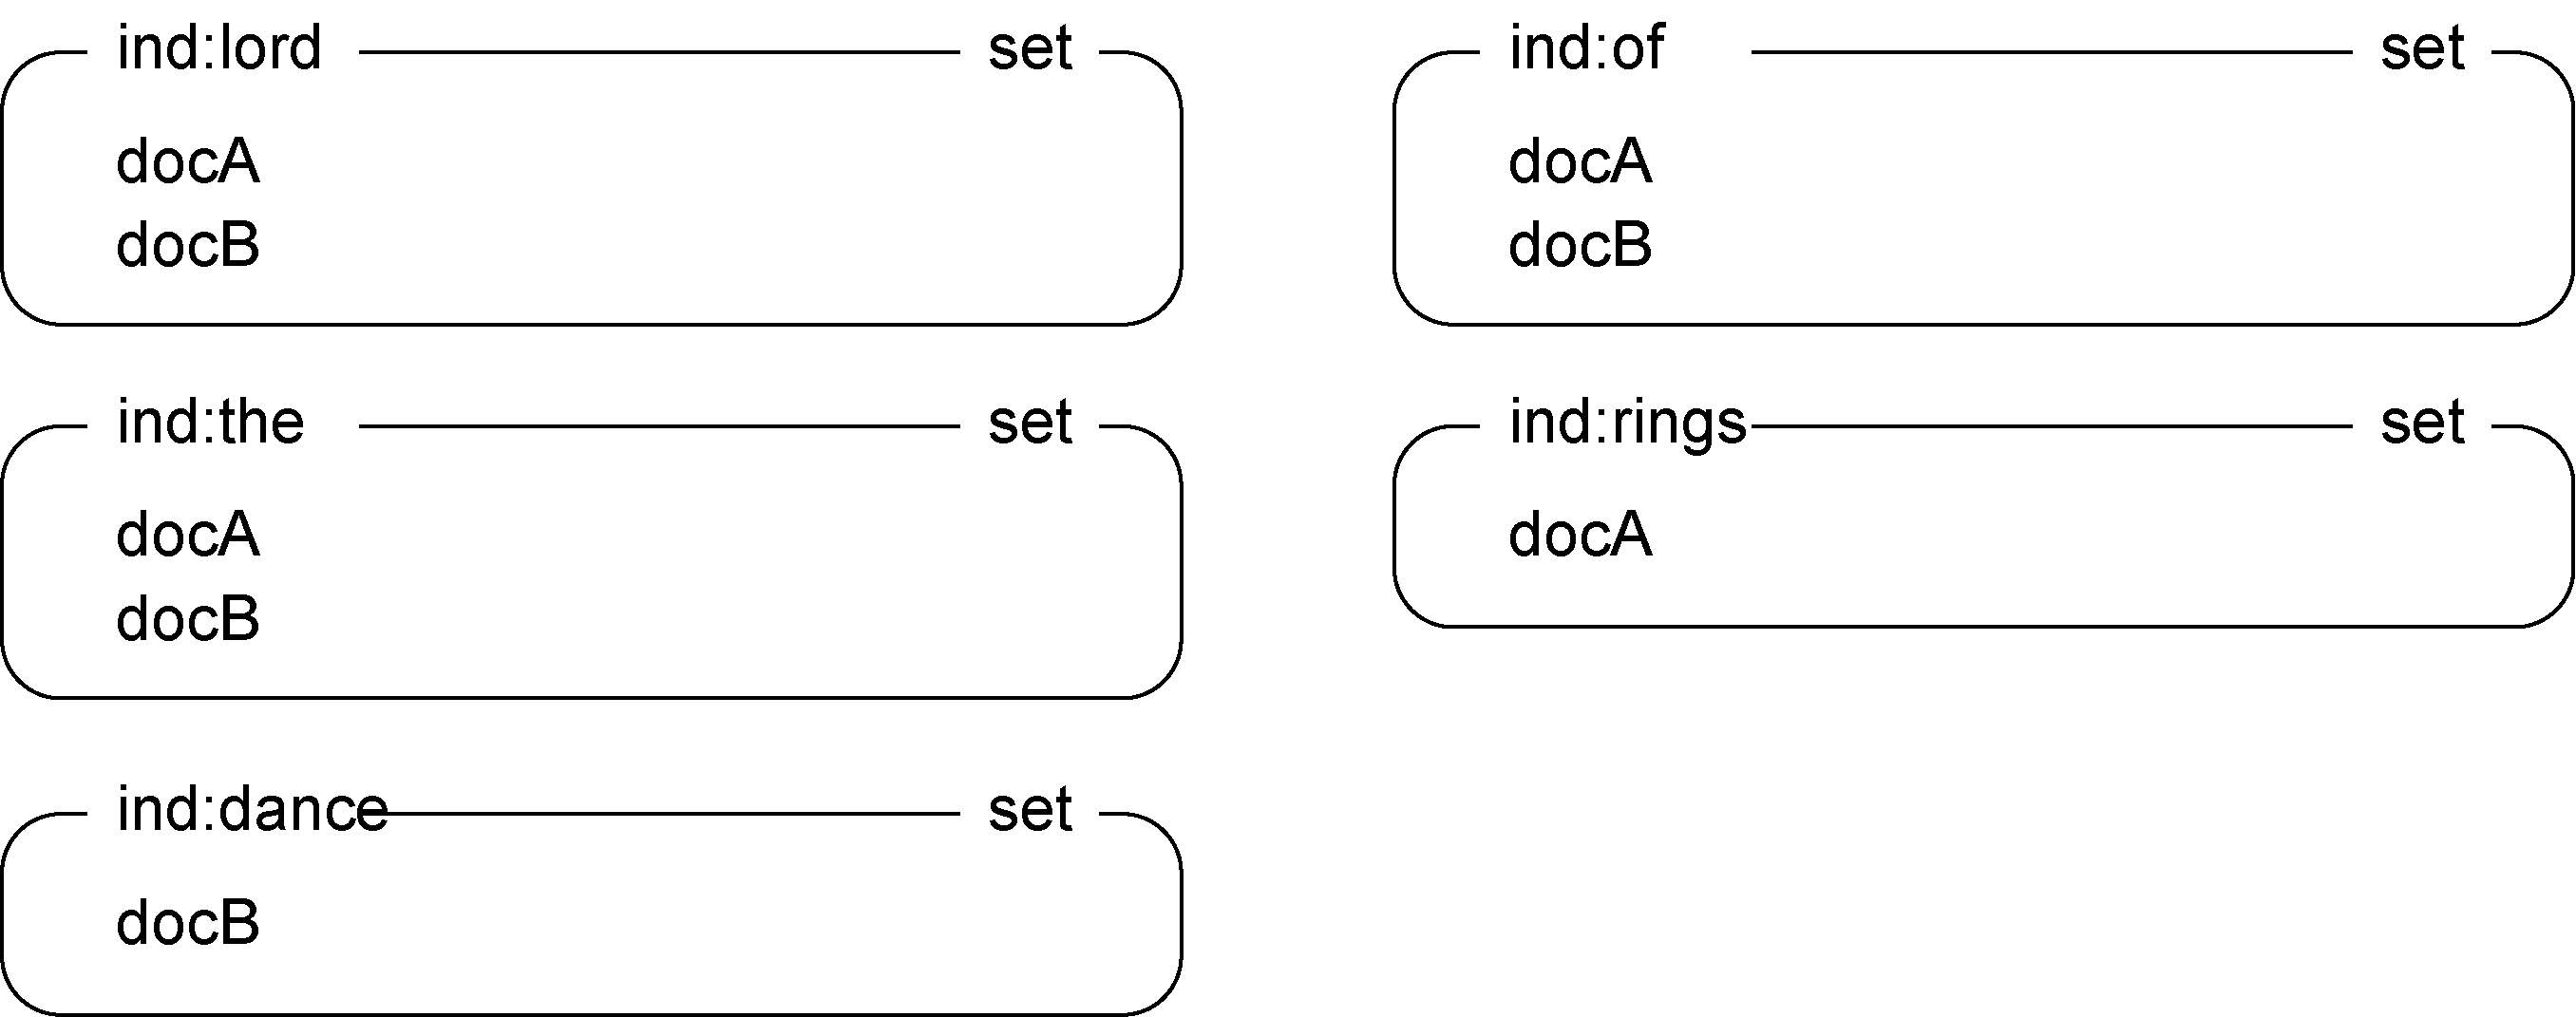 ind:lord set
docA
docB
ind:of set
docA
docB
ind:the set
docA
docB
ind:rings set
docA
ind:dance set
docB